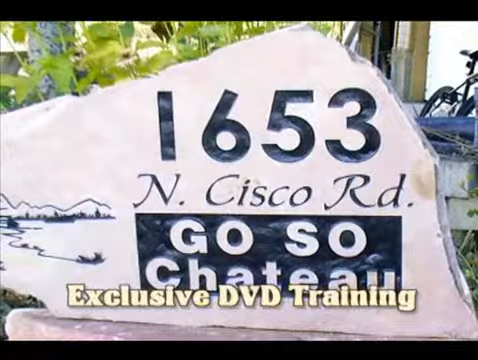 1653
N. Cisco Rd.
GO SO
Chateau
Exclusive DVD Training